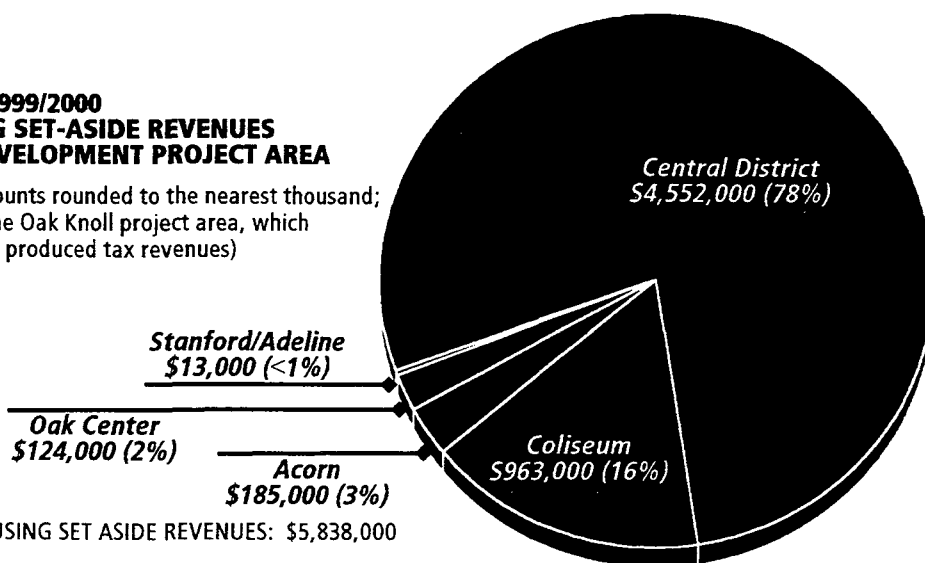 999/2000
SET-ASIDE REVENUES
VELOPMENT PROJECT AREA
ounts rounded to the nearest thousand;
e Oak Knoll project area, which
produced tax revenues)
Central District
$4,552,000 (78%)
Stanford/Adeline
$13,000 (<1%)
Oak Center
$124,000 (2%)
Acorn
$185,000 (3%)
Coliseum
$963,000 (16%)
USING SET ASIDE REVENUES: $5,838,000